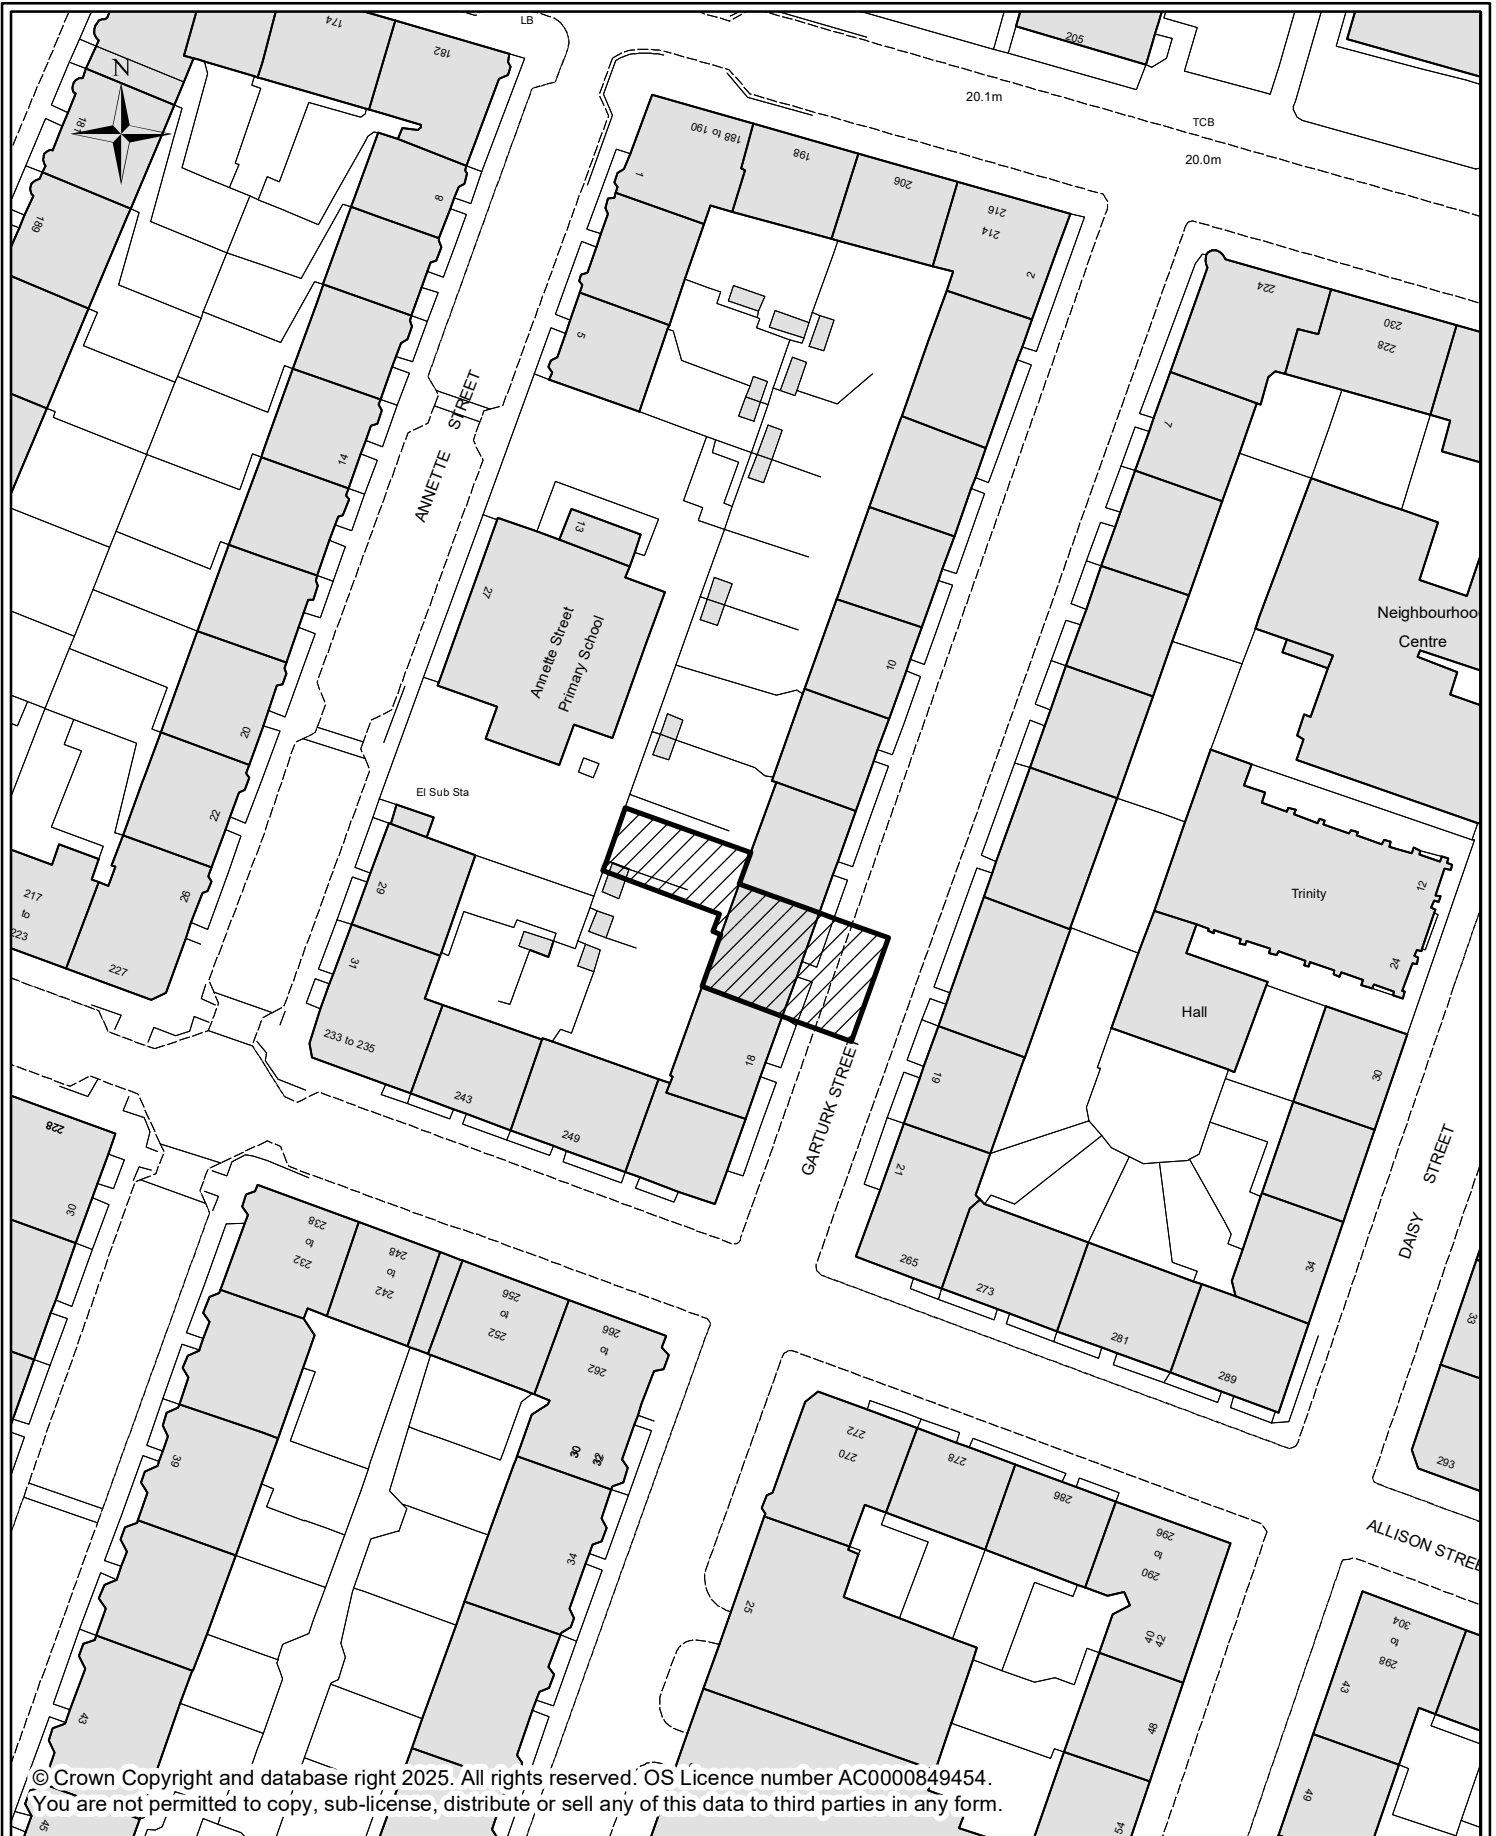 174
182
LB
205
N
20.1m
TCB
20.0m
187
189
8
1
188 to 190
198
206
216
214
2
5
224
230
228
7
14
ANNETTE STREET
13
27
Annette Street
Primary School
10
Neighbourhoo
Centre
20
22
El Sub Sta
26
29
31
217
to
223
227
233 to 235
243
249
18
GARTURK STREET
Trinity
12
24
Hall
19
21
30
34
DAISY STREET
265
273
281
289
33
293
228
30
238
to
232
248
to
242
256
to
252
266
to
262
30
32
39
34
43
45
272
270
278
286
296
to
290
40
42
25
48
54
ALLISON STREE
304
to
298
43
49
© Crown Copyright and database right 2025. All rights reserved. OS Licence number AC0000849454.
You are not permitted to copy, sub-license, distribute or sell any of this data to third parties in any form.